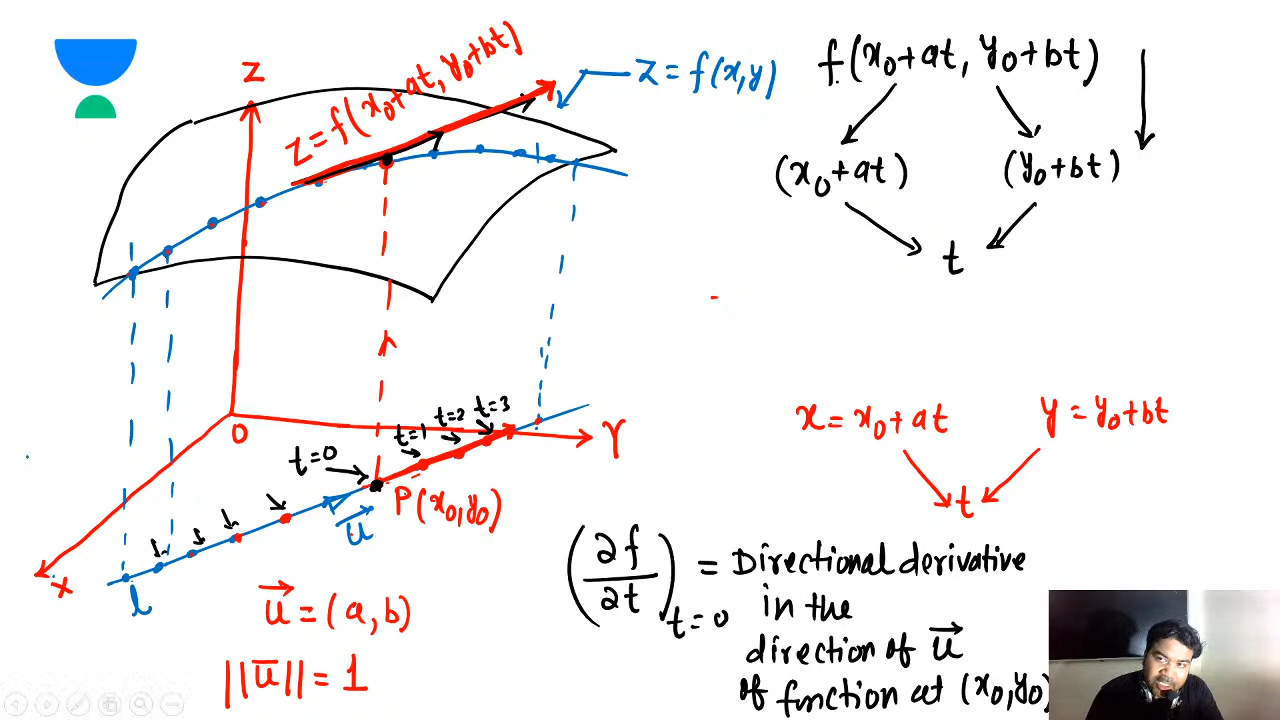 Z
Z = f(x₀+at, y₀+bt)
Z = f(x,y)
t=0
t=1
t=2
t=3
O
Y
X
P(x₀,y₀)
u⃗
l
u⃗ = (a, b)
||u̅|| = 1
f(x₀+at, y₀+bt)
(x₀+at) (y₀+bt)
t
x = x₀+at y = y₀+bt
t
(∂f/∂t)ₜ₌₀ = Directional derivative
in the
direction of u⃗
of function at (x₀,y₀)